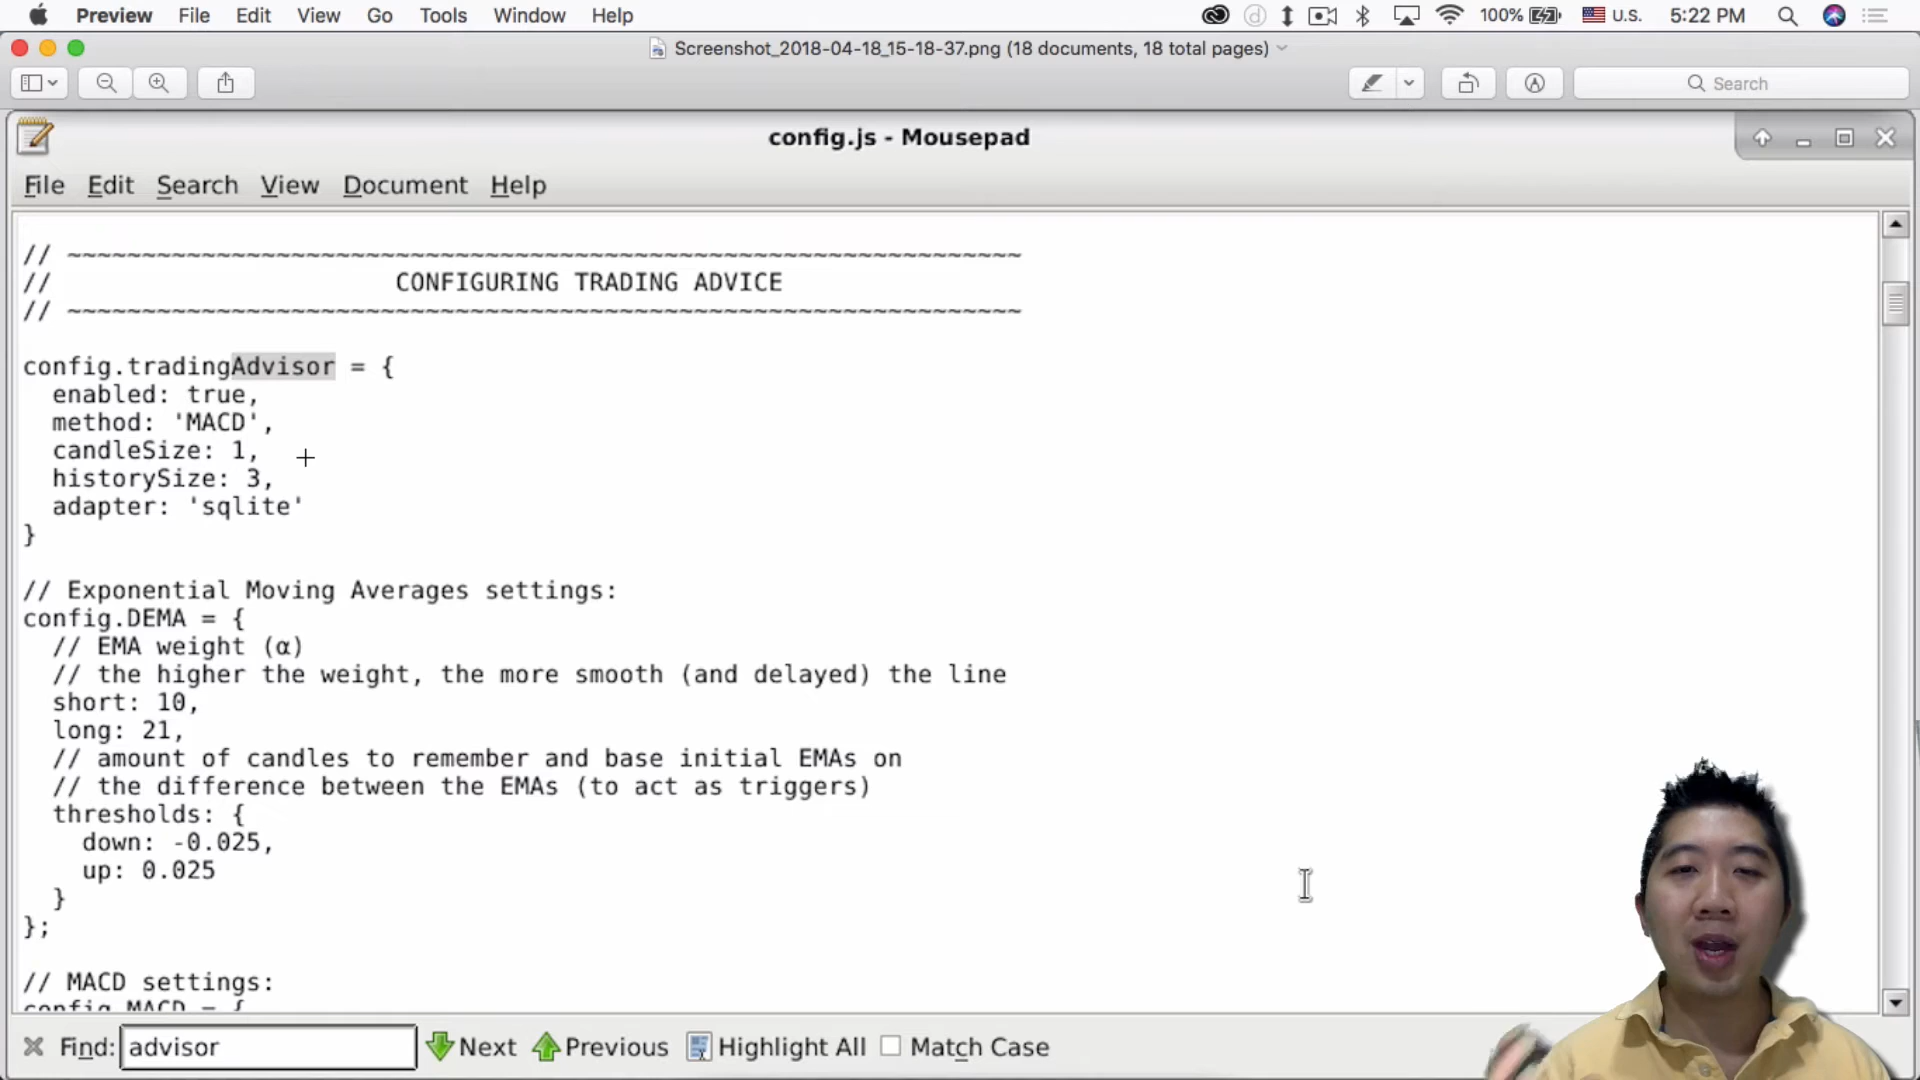 Preview File Edit View Go Tools Window Help 100% U.S. 5:22 PM
Screenshot_2018-04-18_15-18-37.png (18 documents, 18 total pages)
Search
config.js - Mousepad
File Edit Search View Document Help
// ~~~~~~~~~~~~~~~~~~~~~~~~~~~~~~~~~~~~~~~~~~~~~~~~~~~~~~~~~~~~~~~~
// CONFIGURING TRADING ADVICE
// ~~~~~~~~~~~~~~~~~~~~~~~~~~~~~~~~~~~~~~~~~~~~~~~~~~~~~~~~~~~~~~~~
config.tradingAdvisor = {
enabled: true,
method: 'MACD',
candleSize: 1,
historySize: 3,
adapter: 'sqlite'
}
// Exponential Moving Averages settings:
config.DEMA = {
// EMA weight (α)
// the higher the weight, the more smooth (and delayed) the line
short: 10,
long: 21,
// amount of candles to remember and base initial EMAs on
// the difference between the EMAs (to act as triggers)
thresholds: {
down: -0.025,
up: 0.025
}
};
// MACD settings:
config.MACD = {
Find: advisor Next Previous Highlight All Match Case